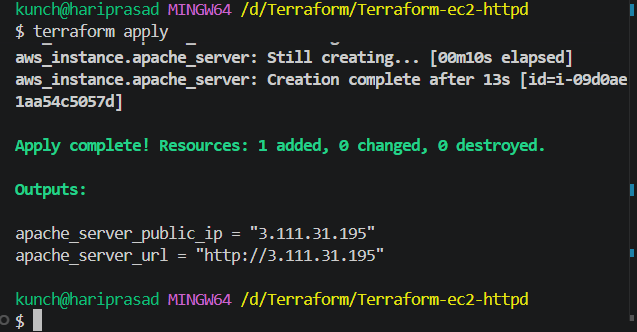 kunch@hariprasad MINGW64 /d/Terraform/Terraform-ec2-httpd
$ terraform apply
aws_instance.apache_server: Still creating... [00m10s elapsed]
aws_instance.apache_server: Creation complete after 13s [id=i-09d0ae
1aa54c5057d]
Apply complete! Resources: 1 added, 0 changed, 0 destroyed.
Outputs:
apache_server_public_ip = "3.111.31.195"
apache_server_url = "http://3.111.31.195"
kunch@hariprasad MINGW64 /d/Terraform/Terraform-ec2-httpd
$